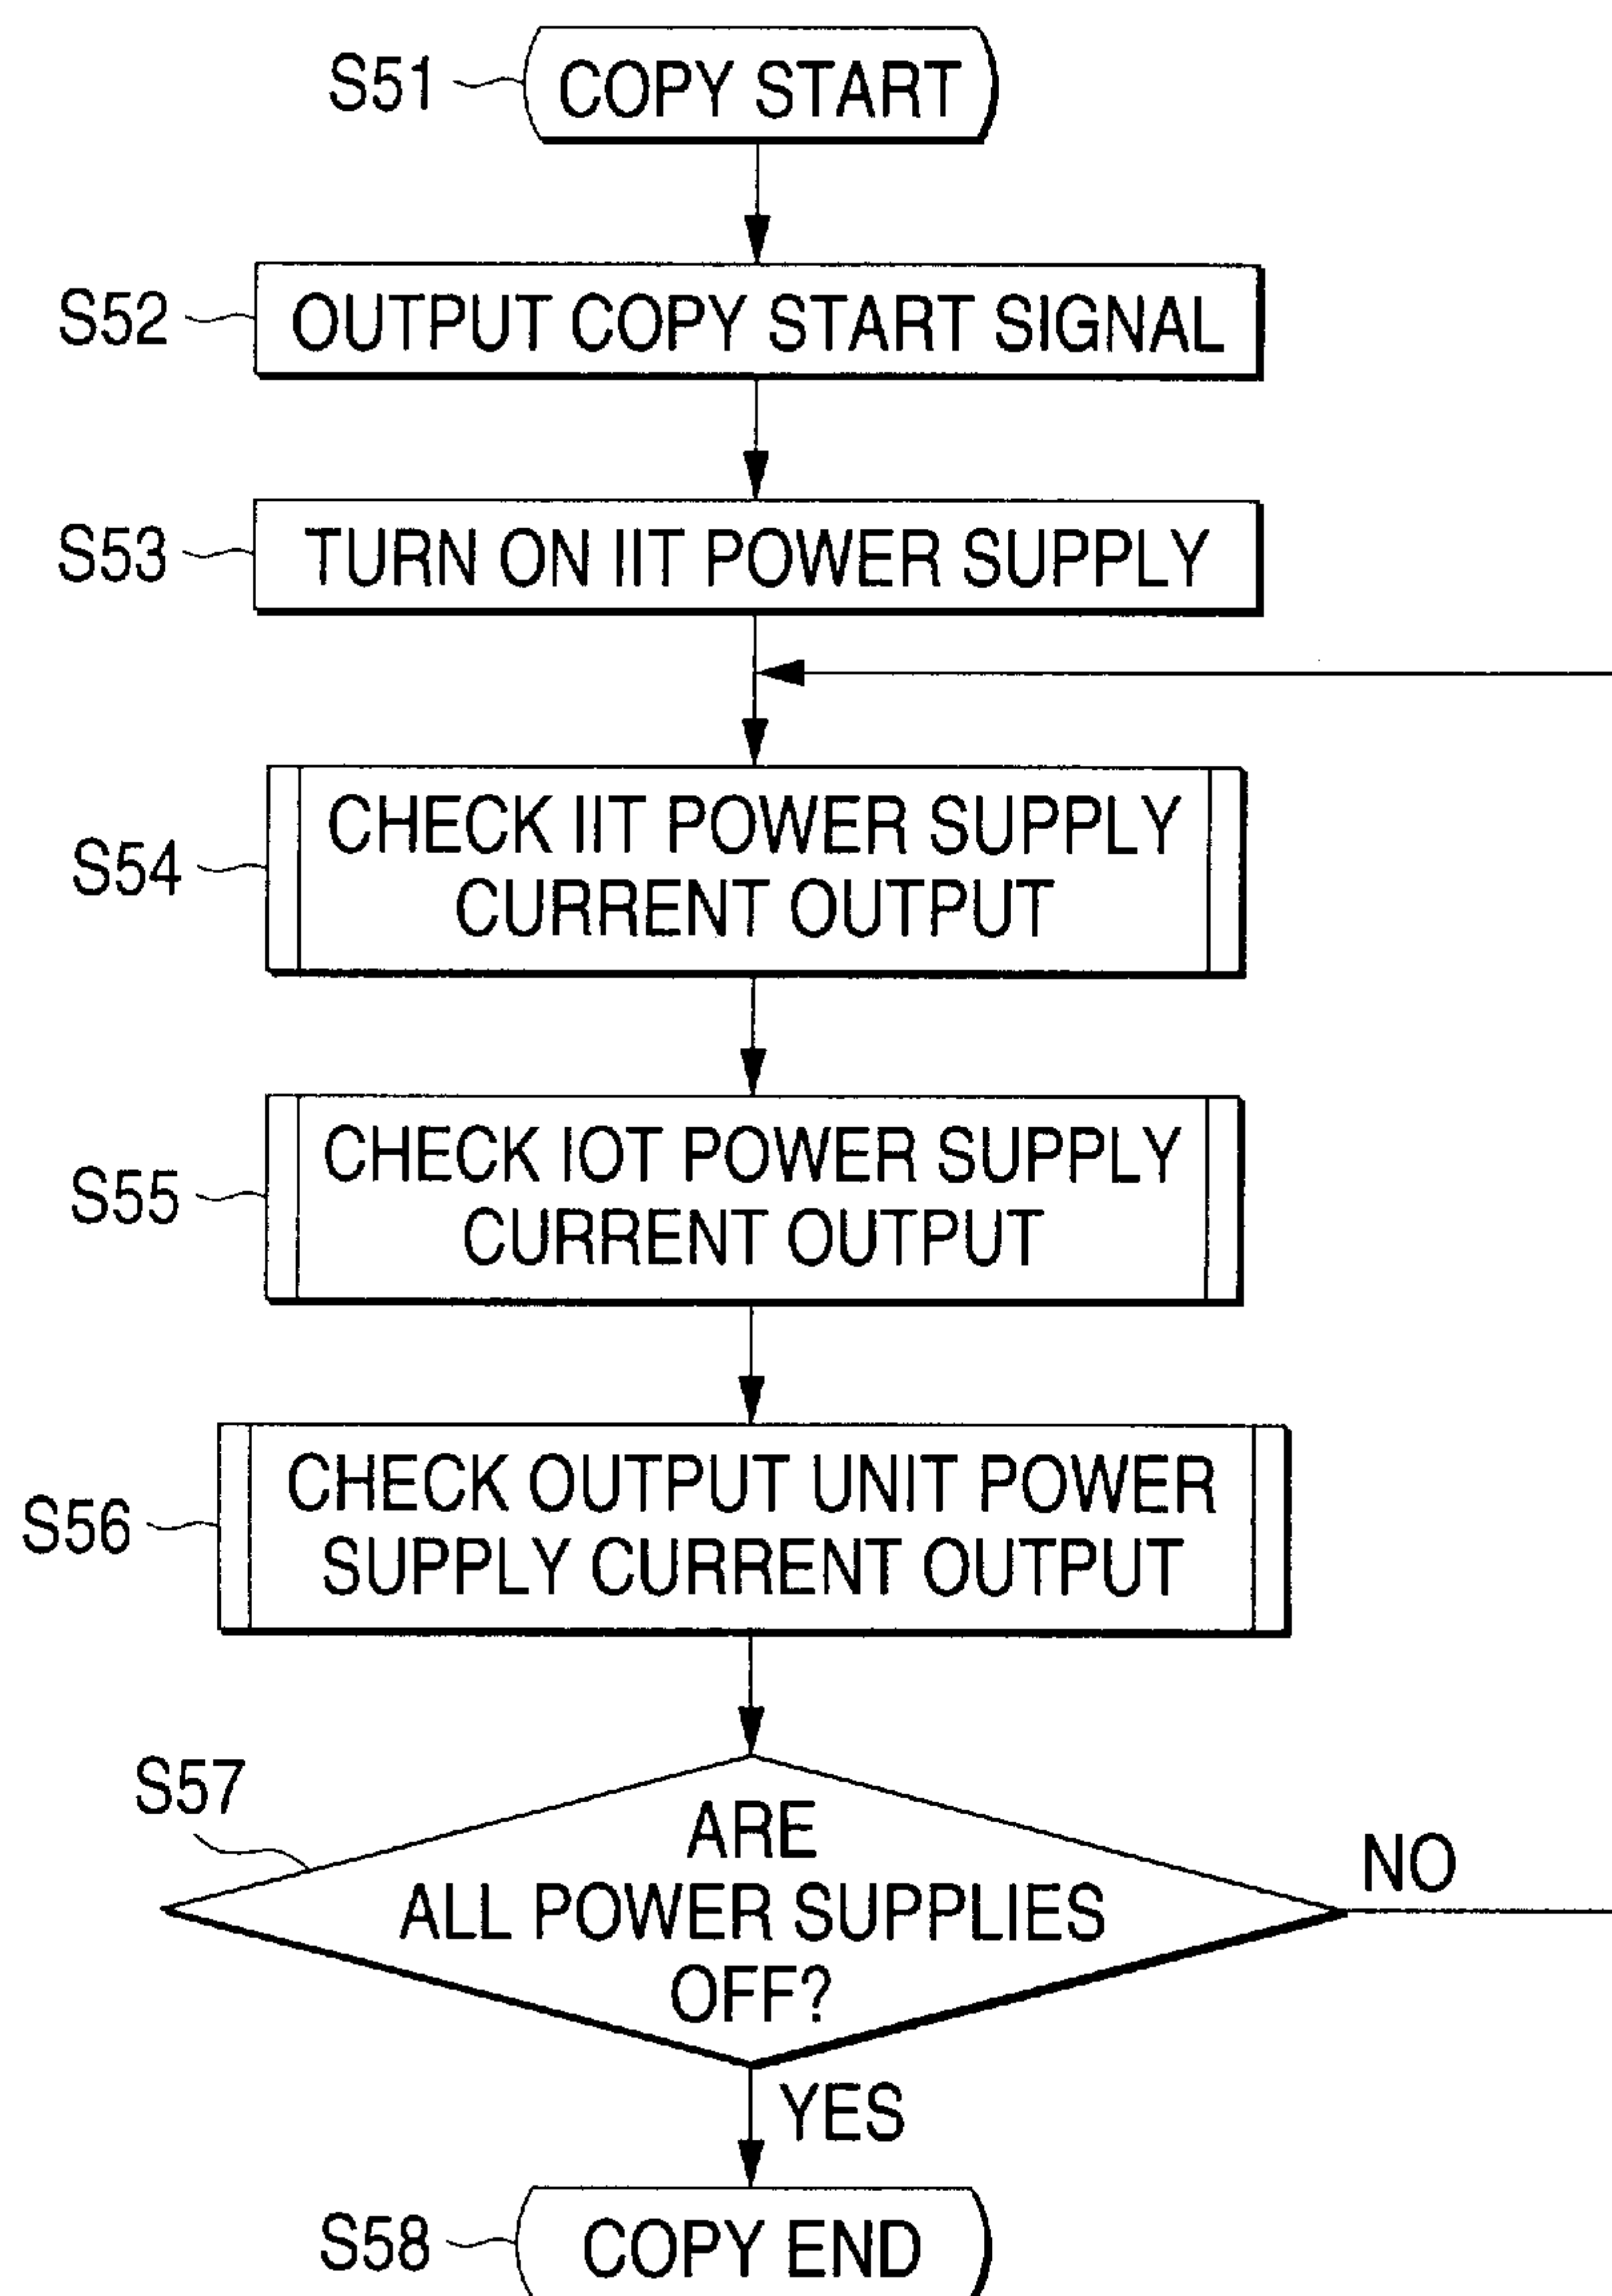 S51 COPY START
S52 OUTPUT COPY START SIGNAL
S53 TURN ON IIT POWER SUPPLY
S54 CHECK IIT POWER SUPPLY
CURRENT OUTPUT
S55 CHECK IOT POWER SUPPLY
CURRENT OUTPUT
S56 CHECK OUTPUT UNIT POWER
SUPPLY CURRENT OUTPUT
S57
ARE
ALL POWER SUPPLIES
OFF?
NO
YES
S58 COPY END